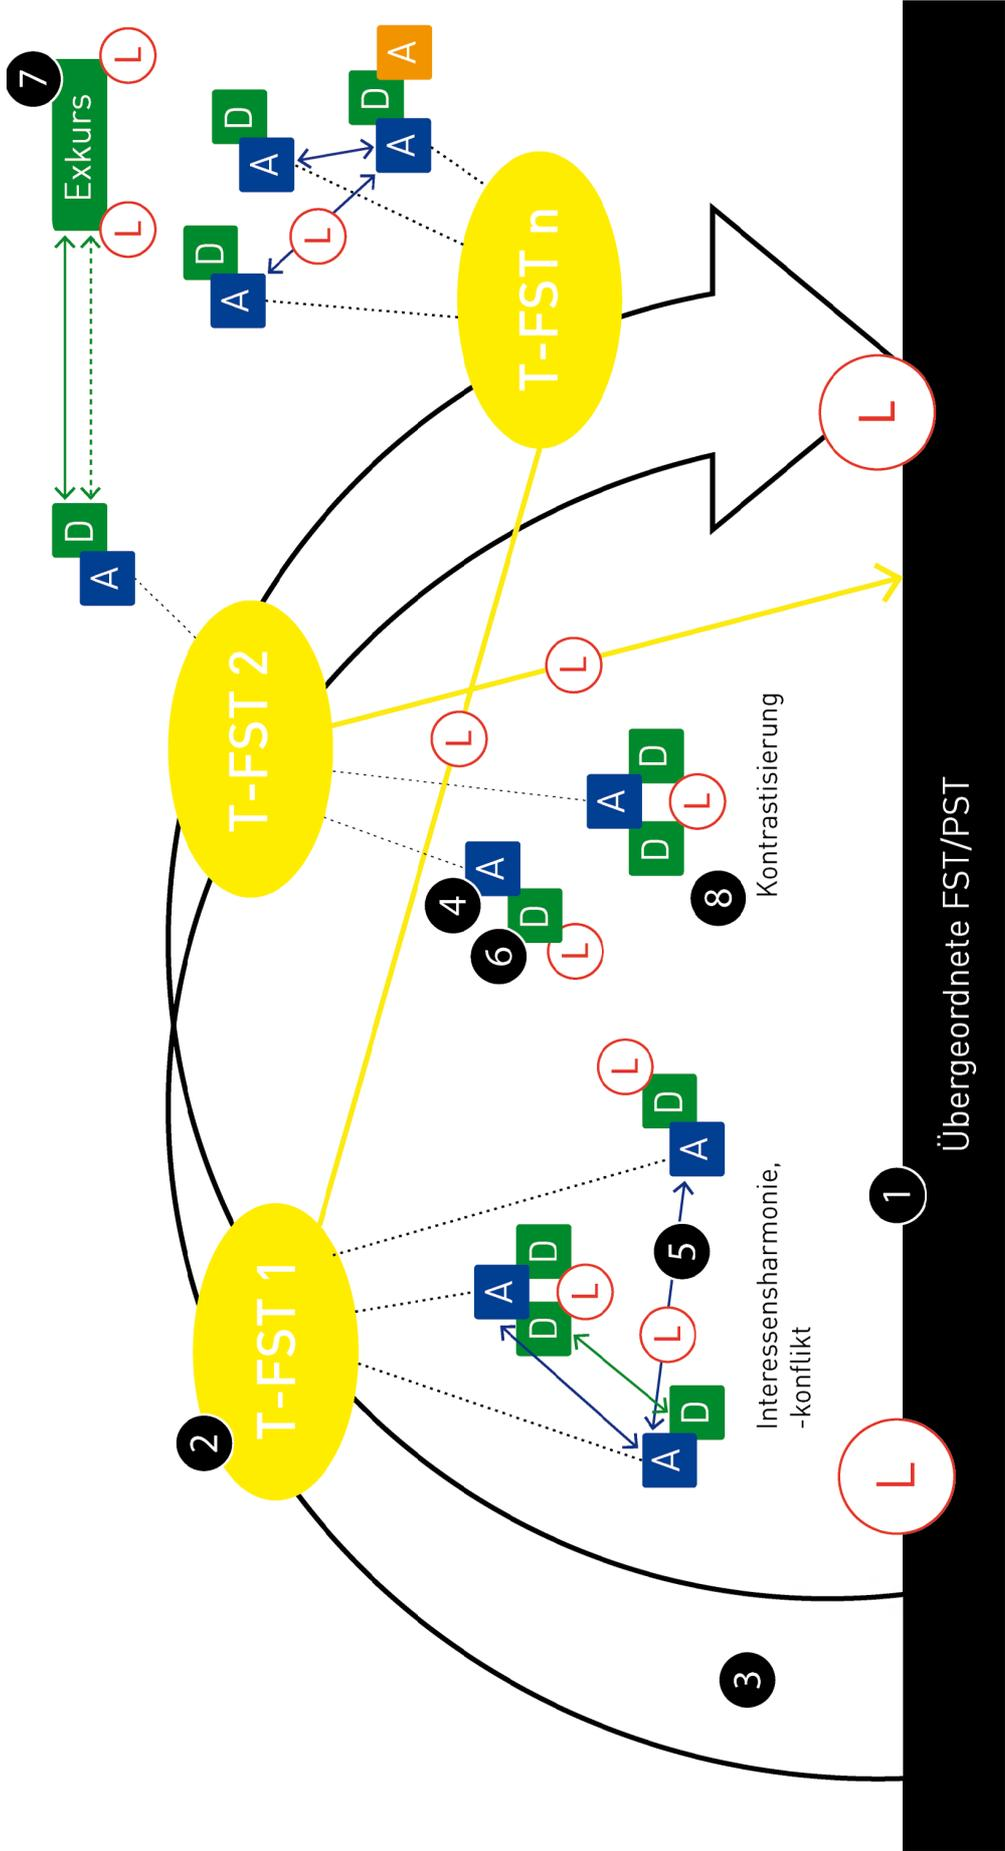 7
Exkurs
D
A
L
L
2
D
A
D
A
T-FST 2
T-FST 1
L
D
A
A
T-FST n
4
L
A
6
A
D
D
D
L
L
L
A
L
D
D
L
D
A
5
A
D
L
8
3
Kontrastisierung
Interessensharmonie,
-konflikt
L
L
1
Übergeordnete FST/PST